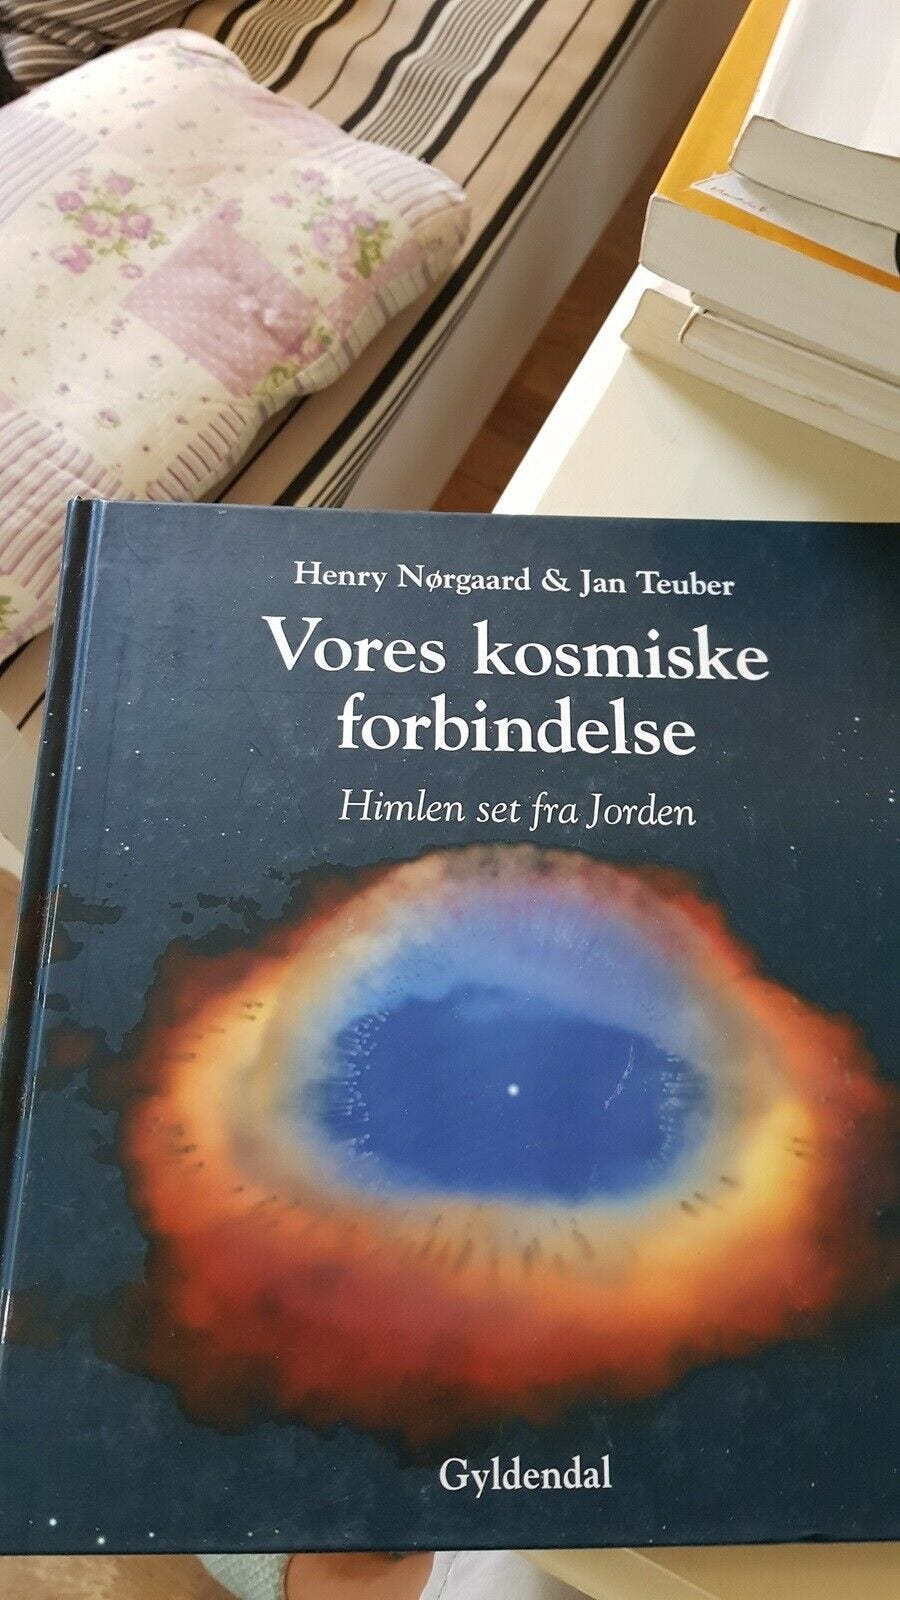 Henry Nørgaard & Jan Teuber
Vores kosmiske
forbindelse
Himlen set fra Jorden
Gyldendal